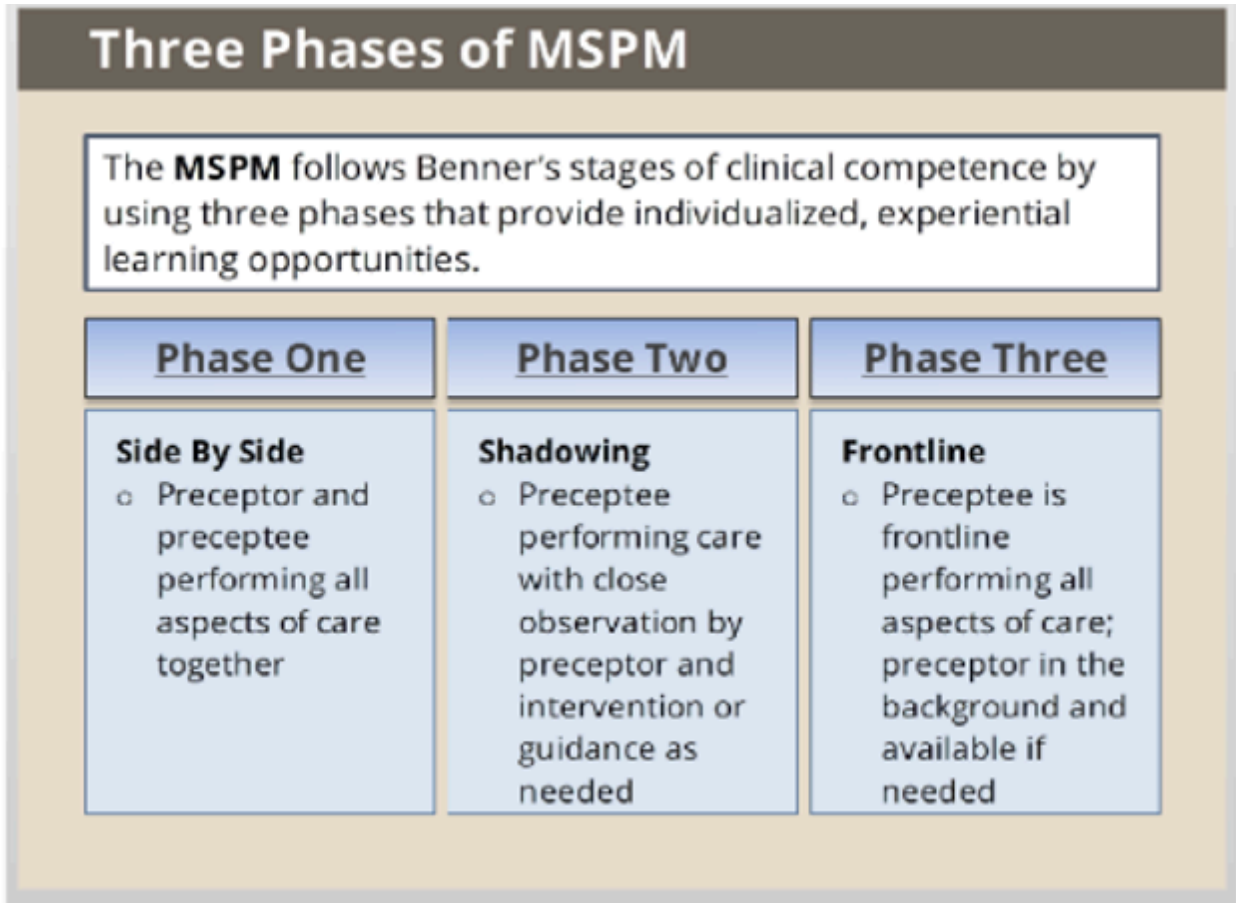 Three Phases of MSPM
The MSPM follows Benner's stages of clinical competence by
using three phases that provide individualized, experiential
learning opportunities.
Phase One
Side By Side
o Preceptor and
preceptee
performing all
aspects of care
together
Phase Two
Shadowing
o Preceptee
performing care
with close
observation by
preceptor and
intervention or
guidance as
needed
Phase Three
Frontline
o Preceptee is
frontline
performing all
aspects of care;
preceptor in the
background and
available if
needed